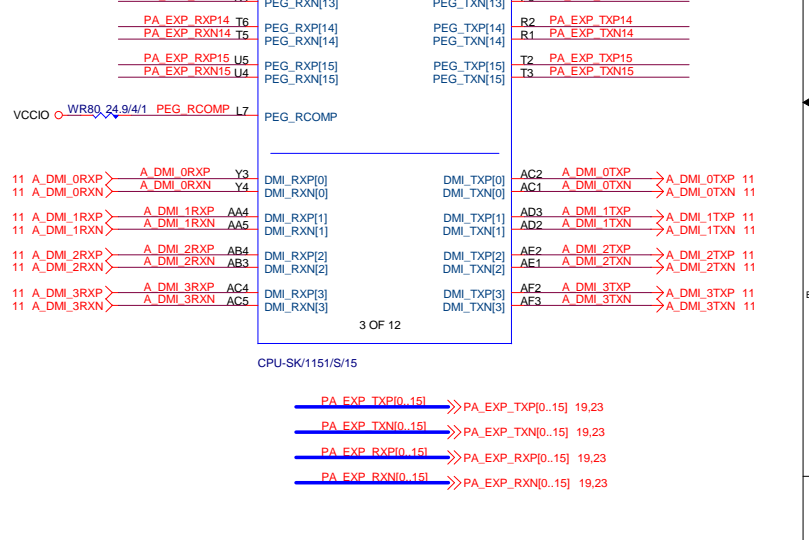 PEG_RXN[13] PEG_TXN[13]
PA_EXP_RXP14 T6 PEG_RXP[14] PEG_TXP[14] R2 PA_EXP_TXP14
PA_EXP_RXN14 T5 PEG_RXN[14] PEG_TXN[14] R1 PA_EXP_TXN14
PA_EXP_RXP15 U5 PEG_RXP[15] PEG_TXP[15] T2 PA_EXP_TXP15
PA_EXP_RXN15 U4 PEG_RXN[15] PEG_TXN[15] T3 PA_EXP_TXN15
VCCIO WR80 24.9/4/1 PEG_RCOMP L7 PEG_RCOMP
11 A_DMI_0RXP A_DMI_0RXP Y3 DMI_RXP[0] DMI_TXP[0] AC2 A_DMI_0TXP A_DMI_0TXP 11
11 A_DMI_0RXN A_DMI_0RXN Y4 DMI_RXN[0] DMI_TXN[0] AC1 A_DMI_0TXN A_DMI_0TXN 11
11 A_DMI_1RXP A_DMI_1RXP AA4 DMI_RXP[1] DMI_TXP[1] AD3 A_DMI_1TXP A_DMI_1TXP 11
11 A_DMI_1RXN A_DMI_1RXN AA5 DMI_RXN[1] DMI_TXN[1] AD2 A_DMI_1TXN A_DMI_1TXN 11
11 A_DMI_2RXP A_DMI_2RXP AB4 DMI_RXP[2] DMI_TXP[2] AE2 A_DMI_2TXP A_DMI_2TXP 11
11 A_DMI_2RXN A_DMI_2RXN AB3 DMI_RXN[2] DMI_TXN[2] AE1 A_DMI_2TXN A_DMI_2TXN 11
11 A_DMI_3RXP A_DMI_3RXP AC4 DMI_RXP[3] DMI_TXP[3] AF2 A_DMI_3TXP A_DMI_3TXP 11
11 A_DMI_3RXN A_DMI_3RXN AC5 DMI_RXN[3] DMI_TXN[3] AF3 A_DMI_3TXN A_DMI_3TXN 11
3 OF 12
CPU-SK/1151/S/15
PA_EXP_TXP[0..15] PA_EXP_TXP[0..15] 19,23
PA_EXP_TXN[0..15] PA_EXP_TXN[0..15] 19,23
PA_EXP_RXP[0..15] PA_EXP_RXP[0..15] 19,23
PA_EXP_RXN[0..15] PA_EXP_RXN[0..15] 19,23